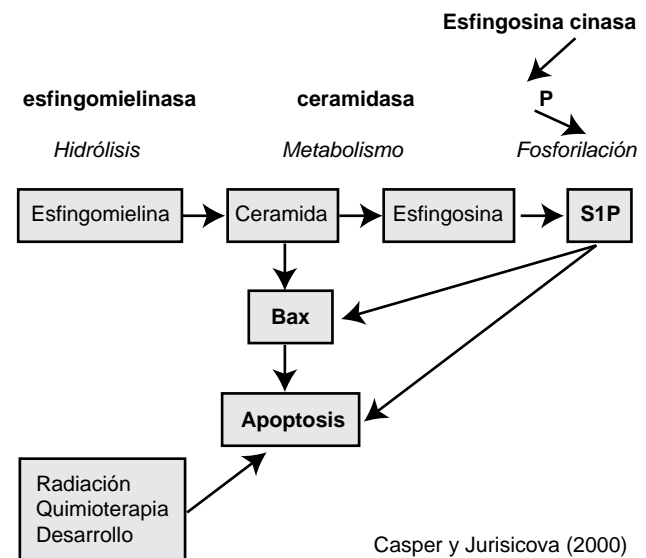 Esfingosina cinasa
esfingomielinasa
ceramidasa
P
Hidrólisis
Metabolismo
Fosforilación
Esfingomielina
Ceramida
Esfingosina
S1P
Bax
Apoptosis
Radiación
Quimioterapia
Desarrollo
Casper y Jurisicova (2000)